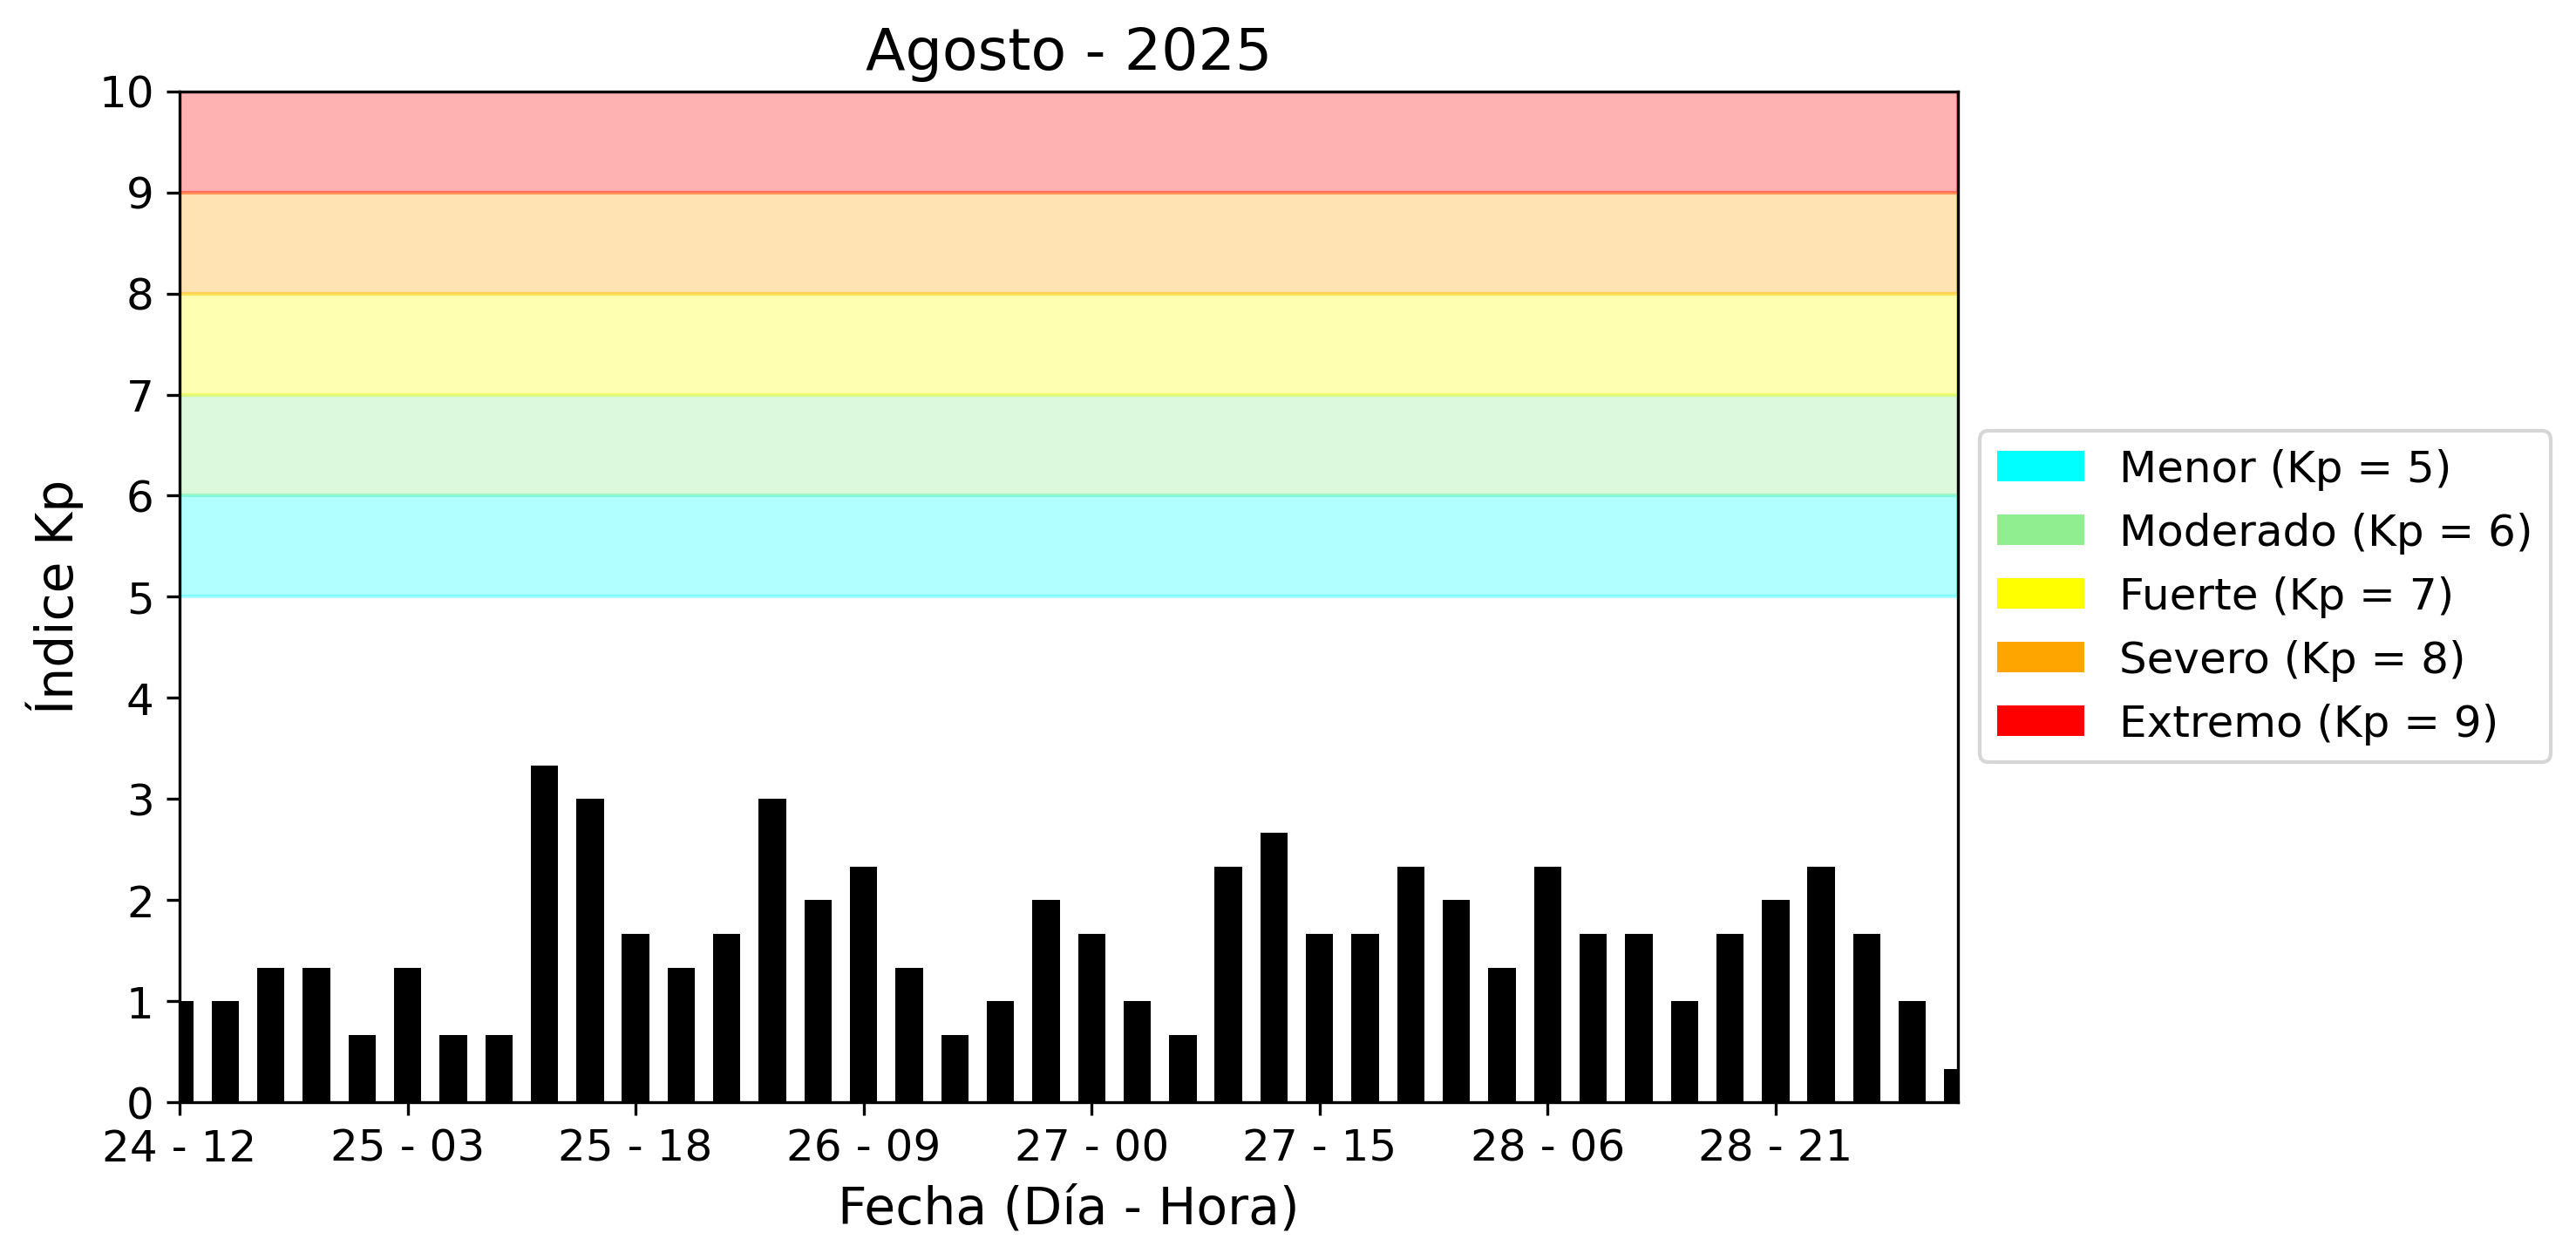 Agosto - 2025
10
9
8
7
6
5
4
3
2
1
0
Índice Kp
24 - 12
25 - 03
25 - 18
26 - 09
27 - 00
27 - 15
28 - 06
28 - 21
Fecha (Día - Hora)
Menor (Kp = 5)
Moderado (Kp = 6)
Fuerte (Kp = 7)
Severo (Kp = 8)
Extremo (Kp = 9)